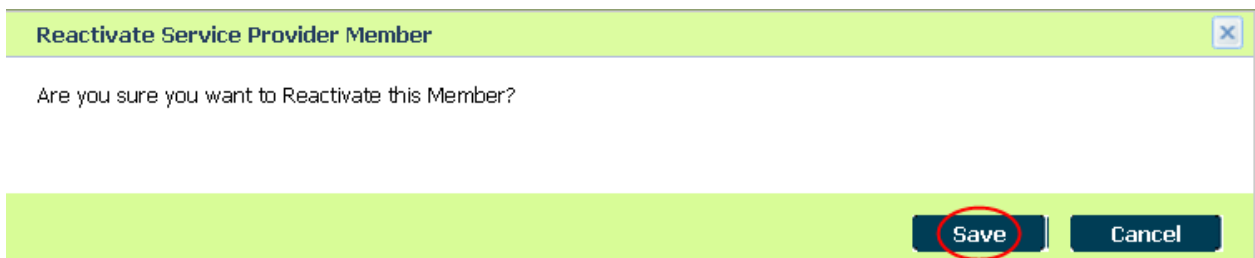 Reactivate Service Provider Member
Are you sure you want to Reactivate this Member?
Save Cancel